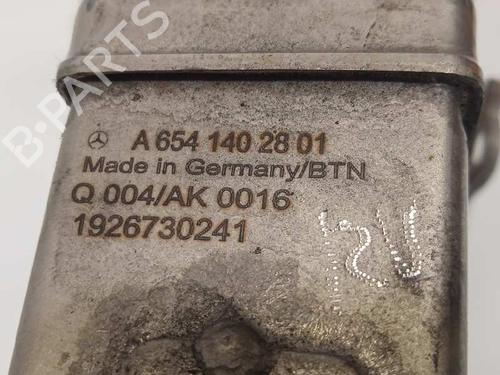 B-PARTS
A 654 140 28 01
Made in Germany/BTN
Q 004/AK 0016
1926730241